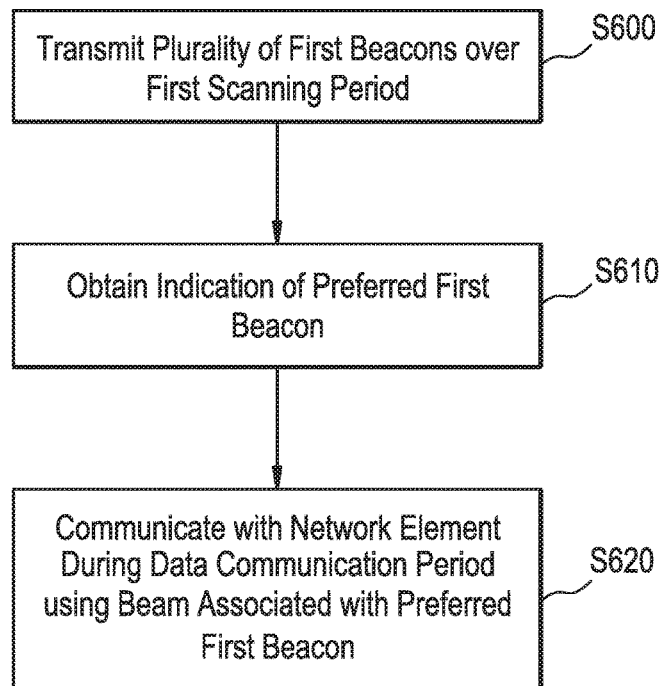 Transmit Plurality of First Beacons over
First Scanning Period
S600
Obtain Indication of Preferred First
Beacon
S610
Communicate with Network Element
During Data Communication Period
using Beam Associated with Preferred
First Beacon
S620